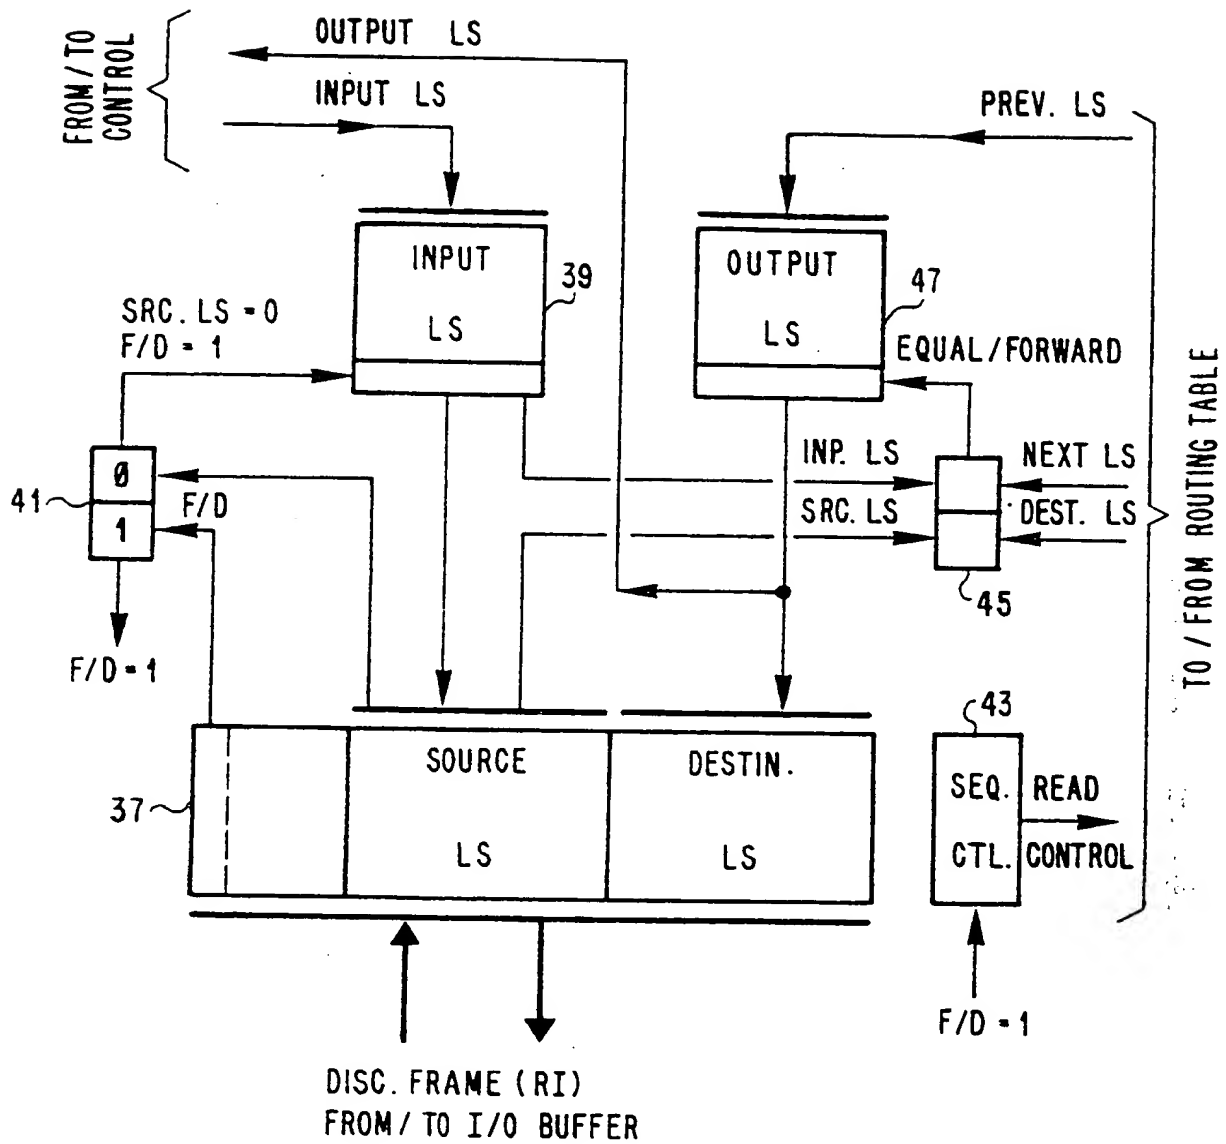 FROM / TO
CONTROL
OUTPUT LS
INPUT LS
PREV. LS
INPUT
LS
39
OUTPUT
LS
47
SRC. LS = 0
F/D = 1
EQUAL/FORWARD
41
0
1
F/D
INP. LS
NEXT LS
SRC. LS
DEST. LS
45
F/D = 1
TO / FROM ROUTING TABLE
37
SOURCE
LS
DESTIN.
LS
43
SEQ.
CTL.
READ
CONTROL
F/D = 1
DISC. FRAME (RI)
FROM / TO I/O BUFFER